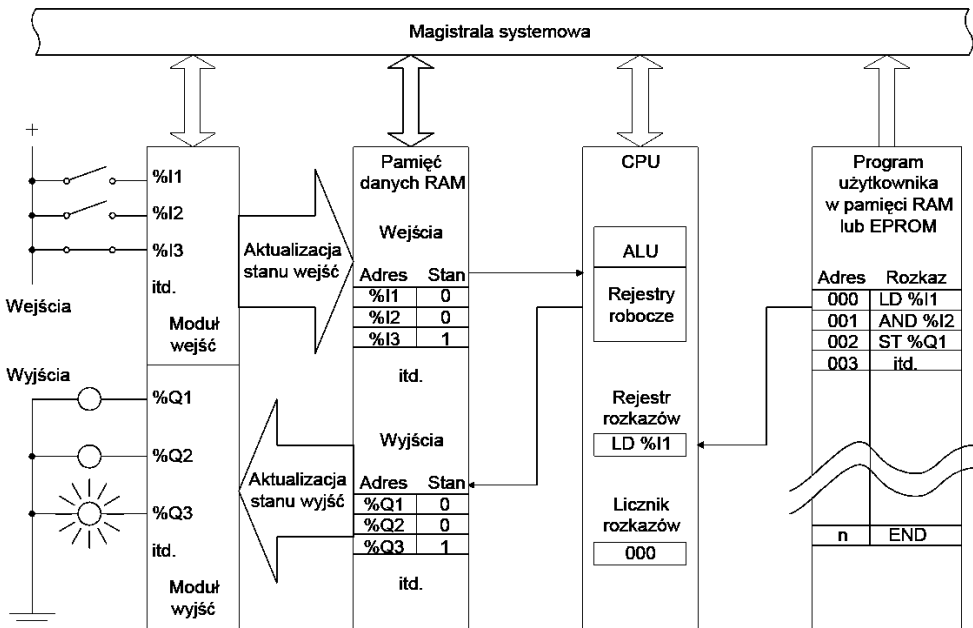 Magistrala systemowa
+
%I1
%I2
%I3
itd.
Wejścia
Moduł
wejść
Wyjścia
%Q1
%Q2
%Q3
itd.
Moduł
wyjść
Aktualizacja
stanu wejść
Aktualizacja
stanu wyjść
Pamięć
danych RAM
Wejścia
Adres Stan
%I1 0
%I2 0
%I3 1
itd.
Wyjścia
Adres Stan
%Q1 0
%Q2 0
%Q3 1
itd.
CPU
ALU
Rejestry
robocze
Rejestr
rozkazów
LD %I1
Licznik
rozkazów
000
Program
użytkownika
w pamięci RAM
lub EPROM
Adres Rozkaz
000 LD %I1
001 AND %I2
002 ST %Q1
003 itd.
n END